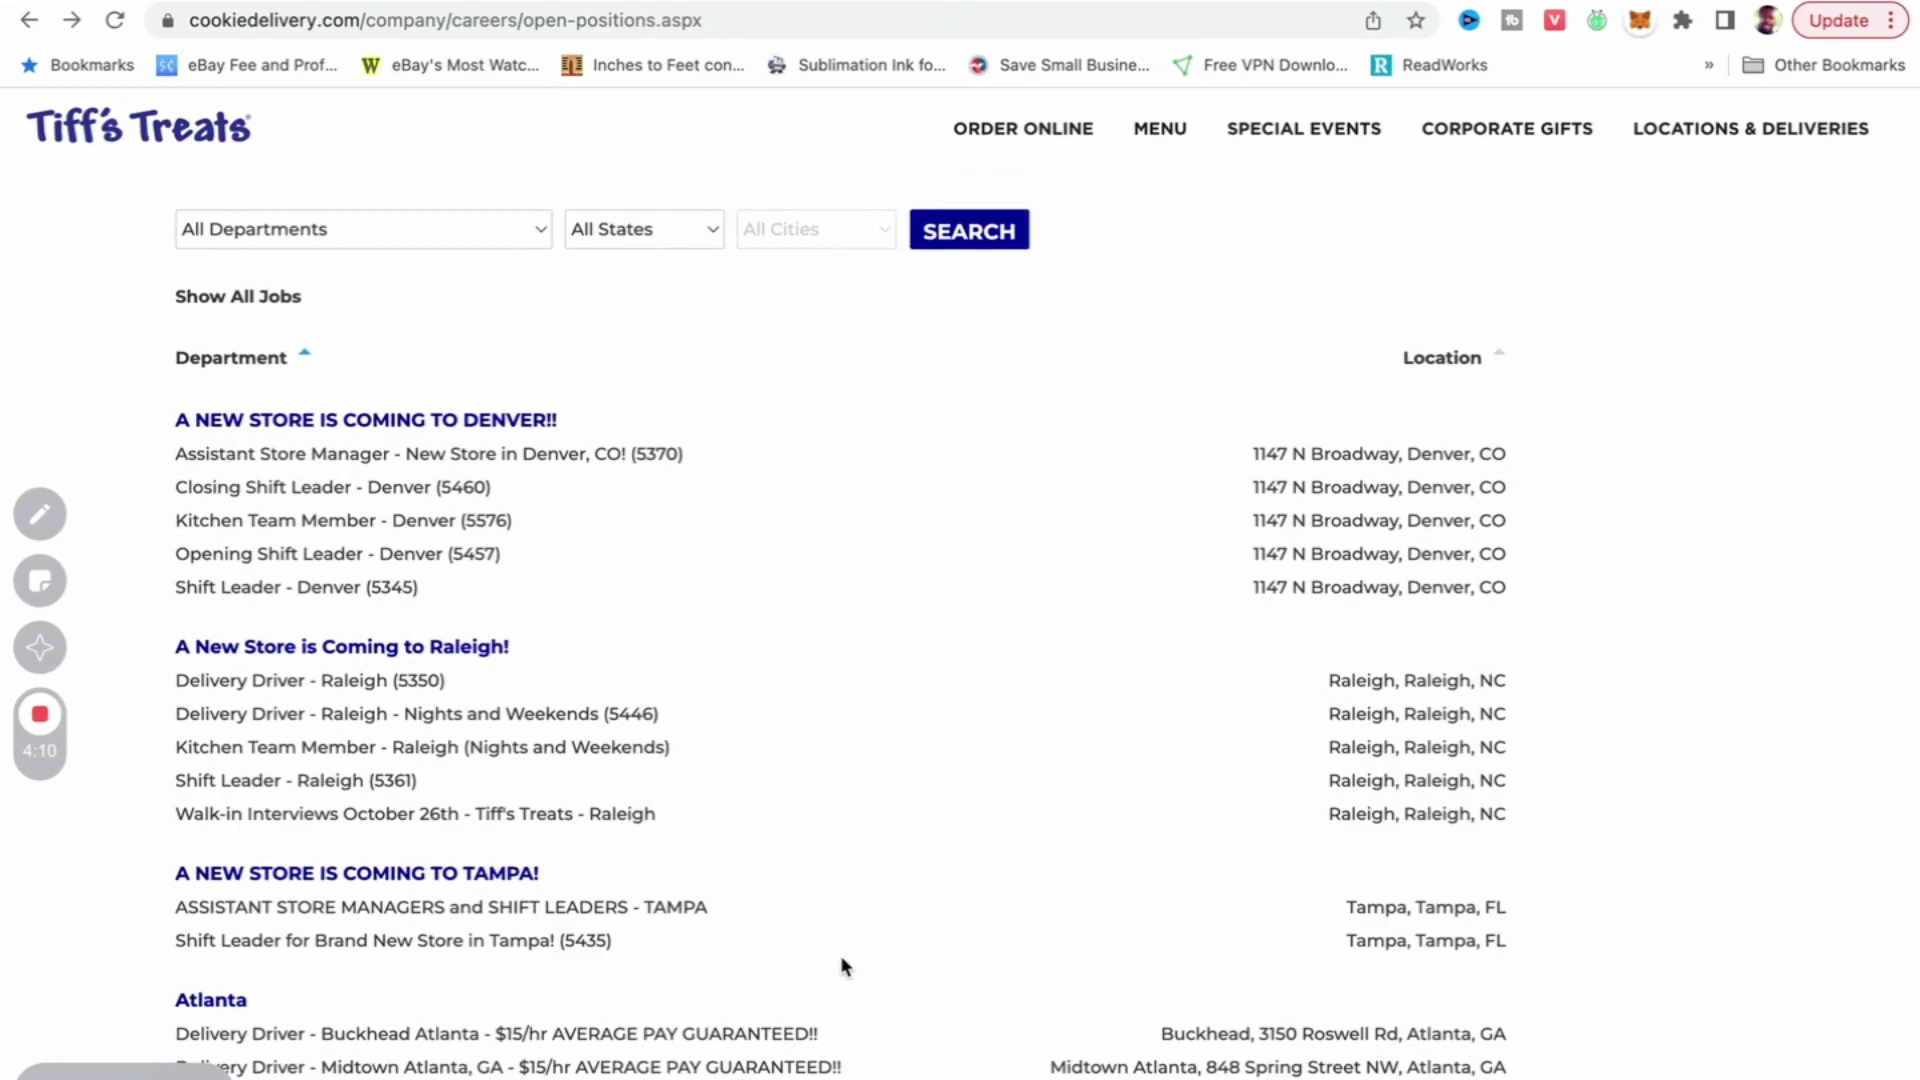 cookiedelivery.com/company/careers/open-positions.aspx
Update
Bookmarks eBay Fee and Prof... eBay's Most Watc... Inches to Feet con... Sublimation Ink fo... Save Small Busine... Free VPN Downlo... ReadWorks » Other Bookmarks
Tiff's Treats
ORDER ONLINE MENU SPECIAL EVENTS CORPORATE GIFTS LOCATIONS & DELIVERIES
All Departments All States All Cities SEARCH
Show All Jobs
Department Location
A NEW STORE IS COMING TO DENVER!!
Assistant Store Manager - New Store in Denver, CO! (5370) 1147 N Broadway, Denver, CO
Closing Shift Leader - Denver (5460) 1147 N Broadway, Denver, CO
Kitchen Team Member - Denver (5576) 1147 N Broadway, Denver, CO
Opening Shift Leader - Denver (5457) 1147 N Broadway, Denver, CO
Shift Leader - Denver (5345) 1147 N Broadway, Denver, CO
A New Store is Coming to Raleigh!
Delivery Driver - Raleigh (5350) Raleigh, Raleigh, NC
Delivery Driver - Raleigh - Nights and Weekends (5446) Raleigh, Raleigh, NC
Kitchen Team Member - Raleigh (Nights and Weekends) Raleigh, Raleigh, NC
4:10
Shift Leader - Raleigh (5361) Raleigh, Raleigh, NC
Walk-in Interviews October 26th - Tiff's Treats - Raleigh Raleigh, Raleigh, NC
A NEW STORE IS COMING TO TAMPA!
ASSISTANT STORE MANAGERS and SHIFT LEADERS - TAMPA Tampa, Tampa, FL
Shift Leader for Brand New Store in Tampa! (5435) Tampa, Tampa, FL
Atlanta
Delivery Driver - Buckhead Atlanta - $15/hr AVERAGE PAY GUARANTEED!! Buckhead, 3150 Roswell Rd, Atlanta, GA
Driver - Midtown Atlanta, GA - $15/hr AVERAGE PAY GUARANTEED!! Midtown Atlanta, 848 Spring Street NW, Atlanta, GA